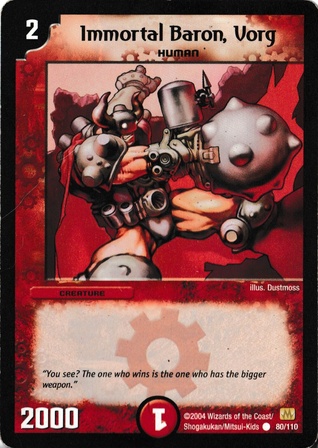 2
Immortal Baron, Vorg
HUMAN
illus. Dustmoss
CREATURE
"You see? The one who wins is the one who has the bigger
weapon."
2000
1
©2004 Wizards of the Coast/
Shogakukan/Mitsui-Kids ● 80/110